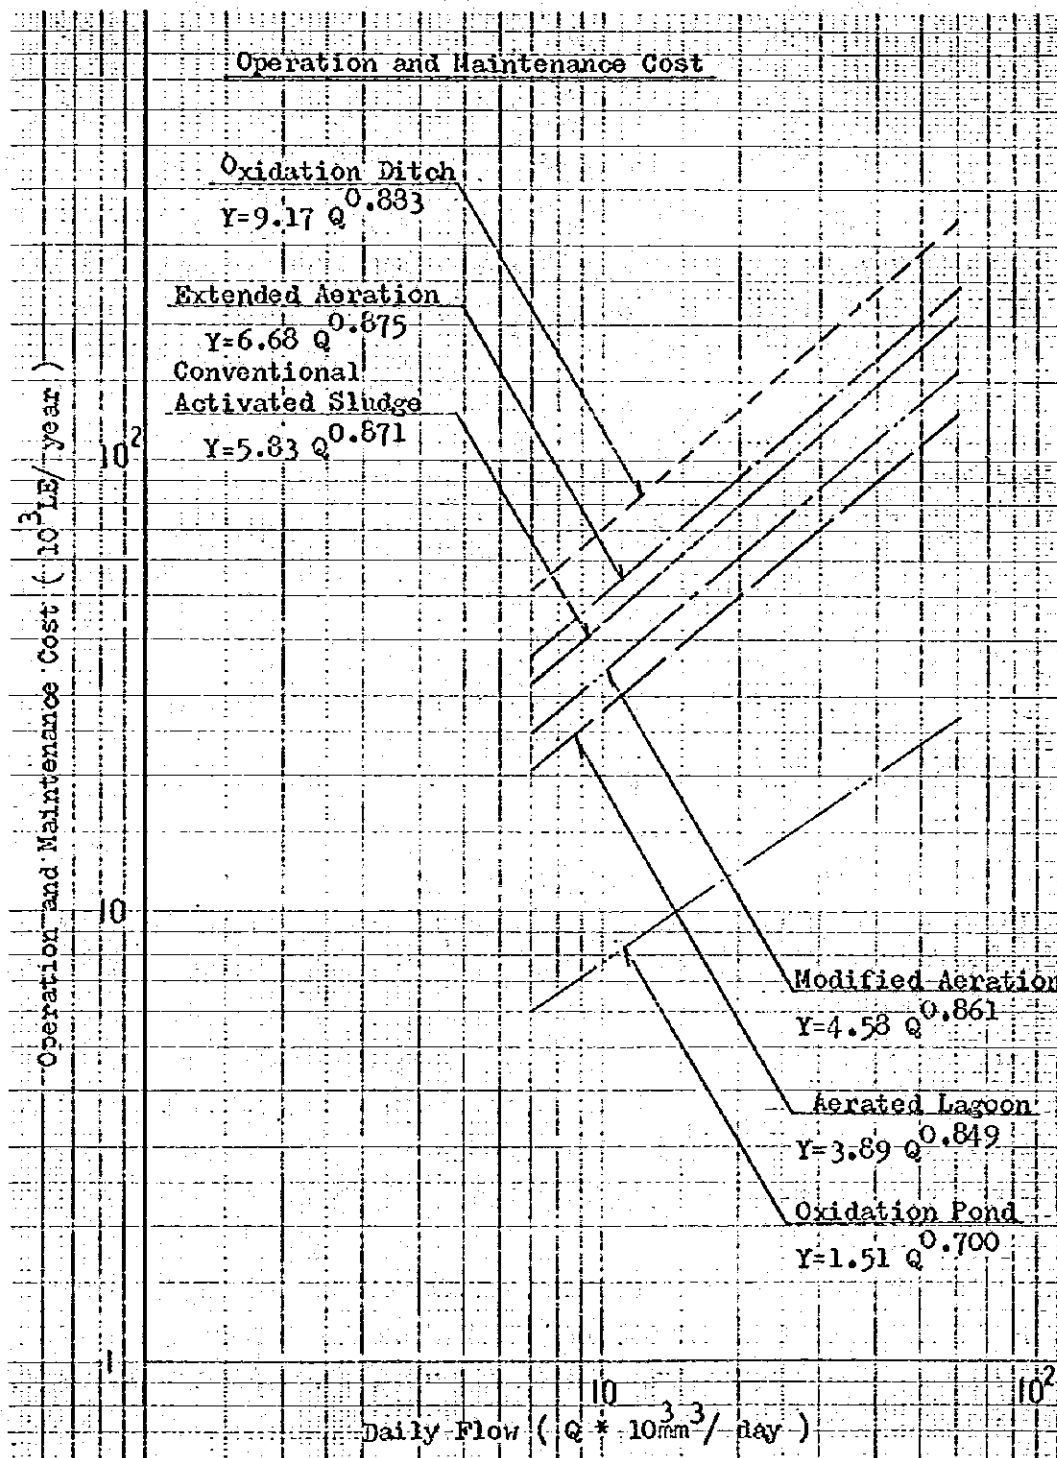 Operation and Maintenance Cost
Oxidation Ditch
Y=9.17 Q^0.883
Extended Aeration
Y=6.68 Q^0.875
Conventional
Activated Sludge
Y=5.83 Q^0.871
Operation and Maintenance Cost ( 10^3 LE/ year )
10^2
10
1
Modified Aeration
Y=4.58 Q^0.861
Aerated Lagoon
Y=3.89 Q^0.849
Oxidation Pond
Y=1.51 Q^0.700
10
10^2
Daily Flow ( Q * 10^3 m^3/ day )